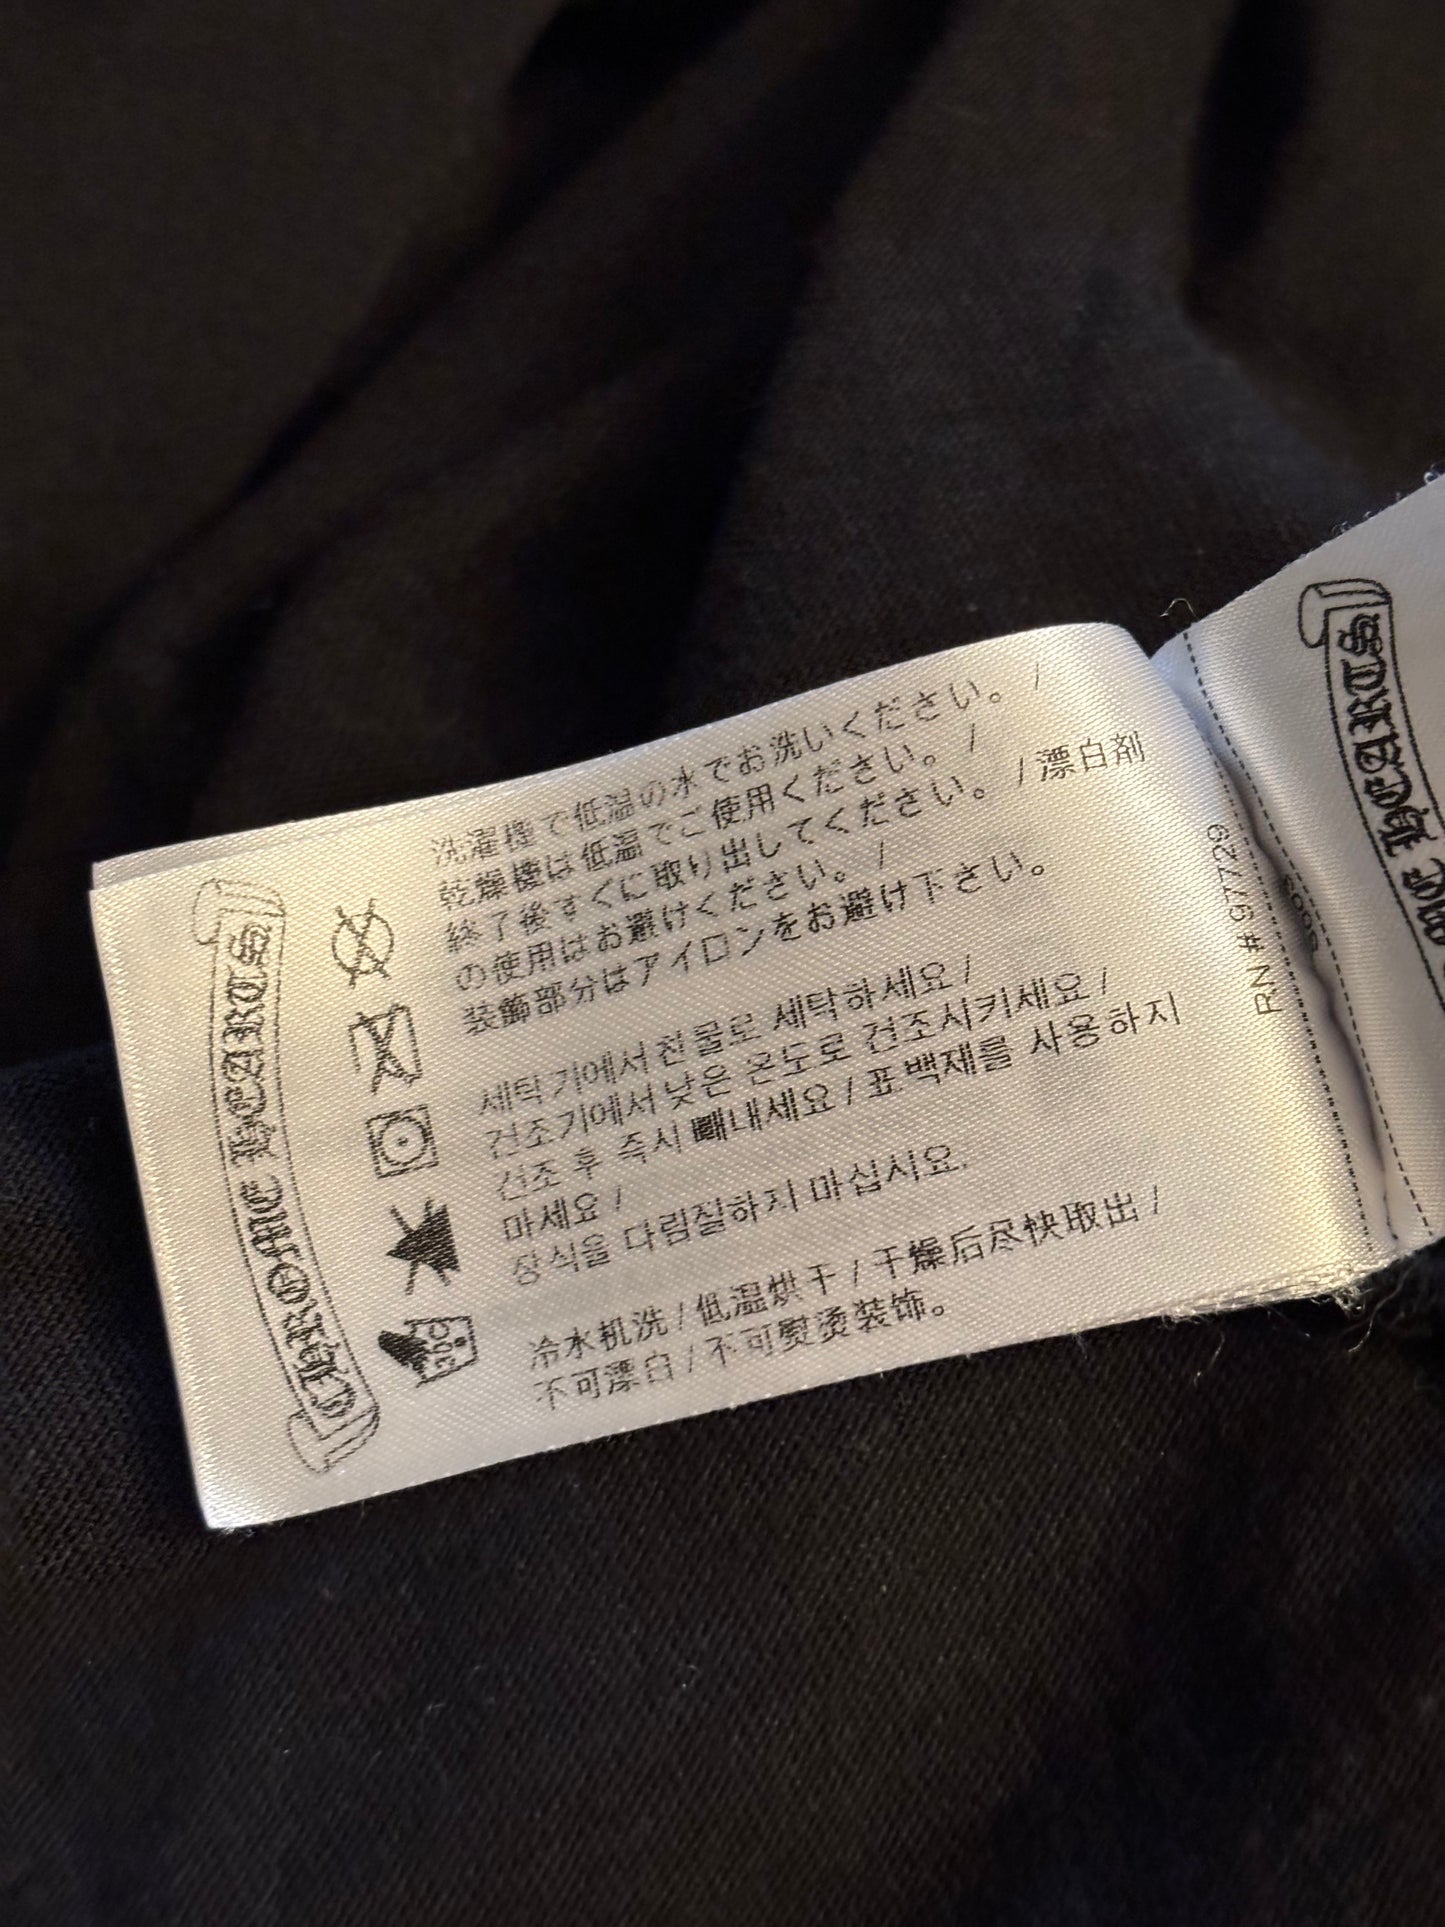 CHROME HEARTS
洗濯機で低温の水でお洗いください。 /
乾燥機は低温でご使用ください。 /
終了後すぐに取り出してください。 / 漂白剤
の使用はお避けください。 /
装飾部分はアイロンをお避け下さい。
세탁기에서 찬물로 세탁하세요 /
건조기에서 낮은 온도로 건조시키세요 /
건조 후 즉시 빼내세요 / 표백제를 사용하지
마세요 /
장식을 다림질하지 마십시요.
冷水机洗 / 低温烘干 / 干燥后尽快取出 /
不可漂白 / 不可熨烫装饰。
RN # 97729
HEARTS